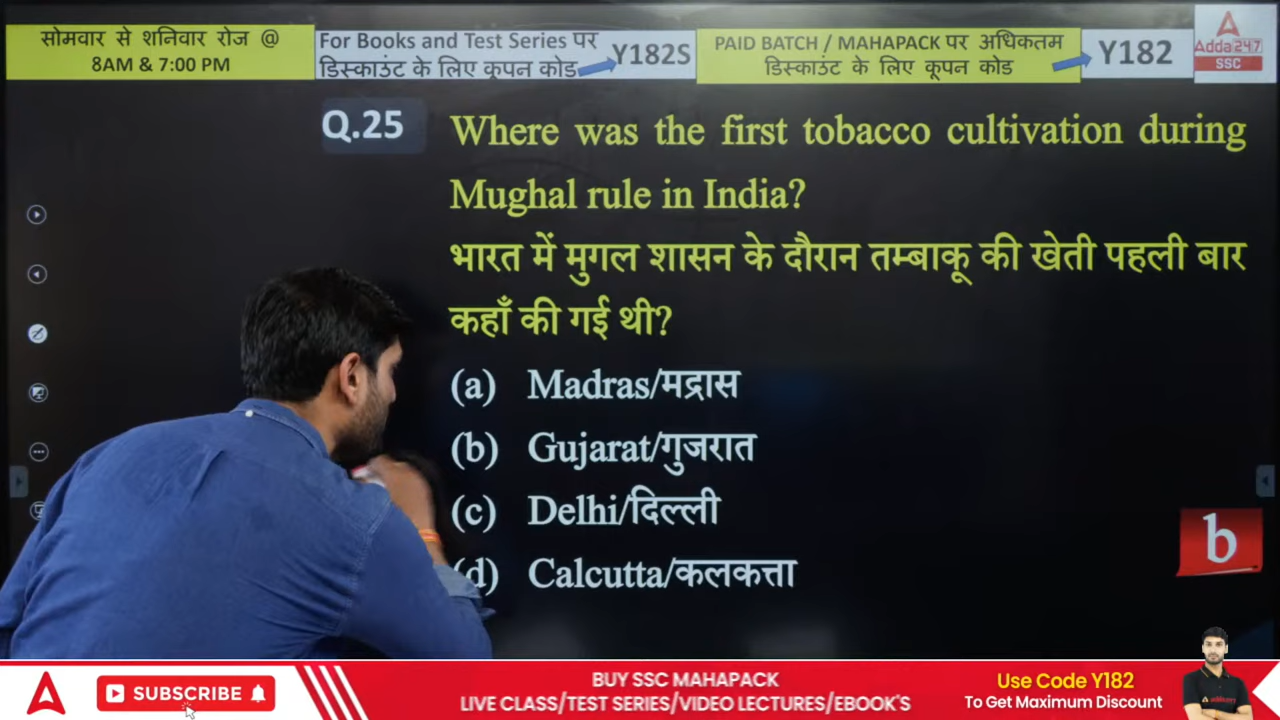 सोमवार से शनिवार रोज @
8AM & 7:00 PM
For Books and Test Series पर
डिस्काउंट के लिए कूपन कोड
Y182S
PAID BATCH / MAHAPACK पर अधिकतम
डिस्काउंट के लिए कूपन कोड
Y182
Adda 247
SSC
Q.25
Where was the first tobacco cultivation during
Mughal rule in India?
भारत में मुगल शासन के दौरान तम्बाकू की खेती पहली बार
कहाँ की गई थी?
(a) Madras/मद्रास
(b) Gujarat/गुजरात
(c) Delhi/दिल्ली
(d) Calcutta/कलकत्ता
b
SUBSCRIBE
BUY SSC MAHAPACK
LIVE CLASS/TEST SERIES/VIDEO LECTURES/EBOOK'S
Use Code Y182
To Get Maximum Discount